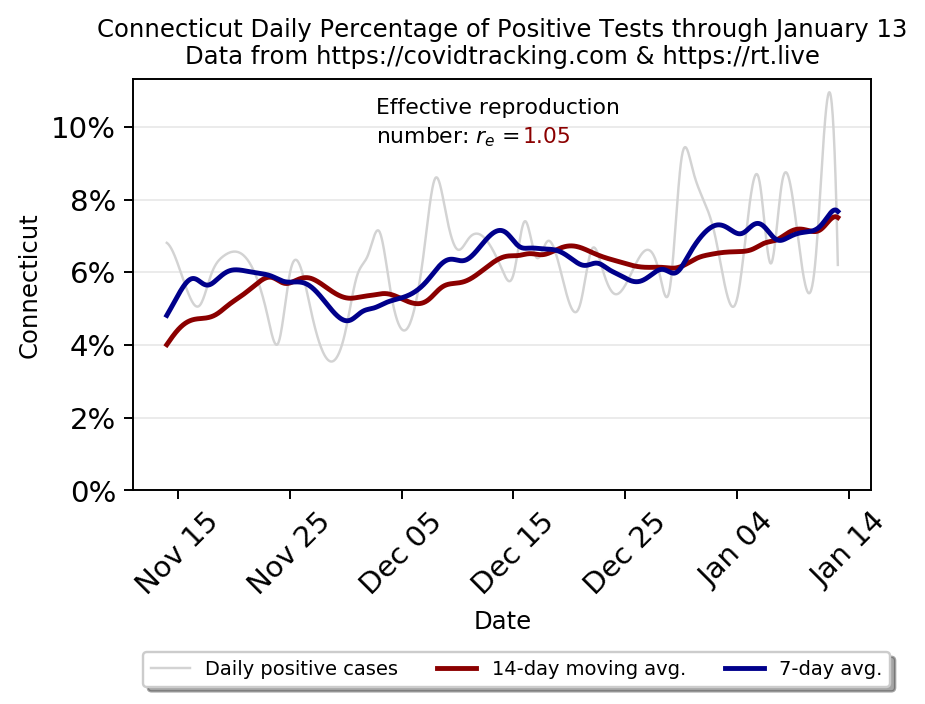 Connecticut Daily Percentage of Positive Tests through January 13
Data from https://covidtracking.com & https://rt.live
Effective reproduction
number: rₑ =1.05
10%
8%
6%
4%
2%
0%
Connecticut
Nov 15
Nov 25
Dec 05
Dec 15
Dec 25
Jan 04
Jan 14
Date
Daily positive cases
14-day moving avg.
7-day avg.